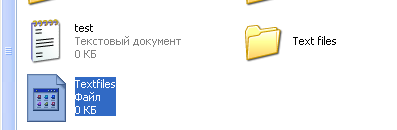 test
Текстовый документ
0 КБ
Text files
Textfiles
Файл
0 КБ